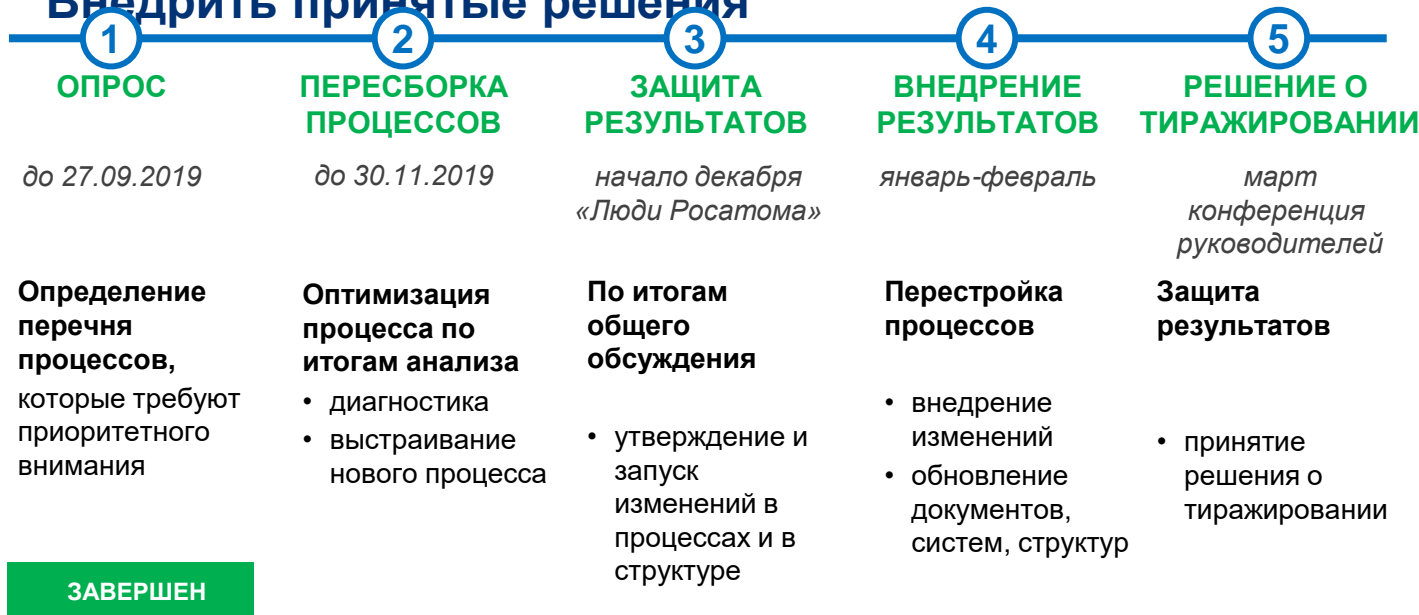 Внедрить принятые решения
1
ОПРОС
до 27.09.2019
Определение
перечня
процессов,
которые требуют
приоритетного
внимания
ЗАВЕРШЕН
2
ПЕРЕСБОРКА
ПРОЦЕССОВ
до 30.11.2019
Оптимизация
процесса по
итогам анализа
• диагностика
• выстраивание
нового процесса
3
ЗАЩИТА
РЕЗУЛЬТАТОВ
начало декабря
«Люди Росатома»
По итогам
общего
обсуждения
• утверждение и
запуск
изменений в
процессах и в
структуре
4
ВНЕДРЕНИЕ
РЕЗУЛЬТАТОВ
январь-февраль
Перестройка
процессов
• внедрение
изменений
• обновление
документов,
систем, структур
5
РЕШЕНИЕ О
ТИРАЖИРОВАНИИ
март
конференция
руководителей
Защита
результатов
• принятие
решения о
тиражировании